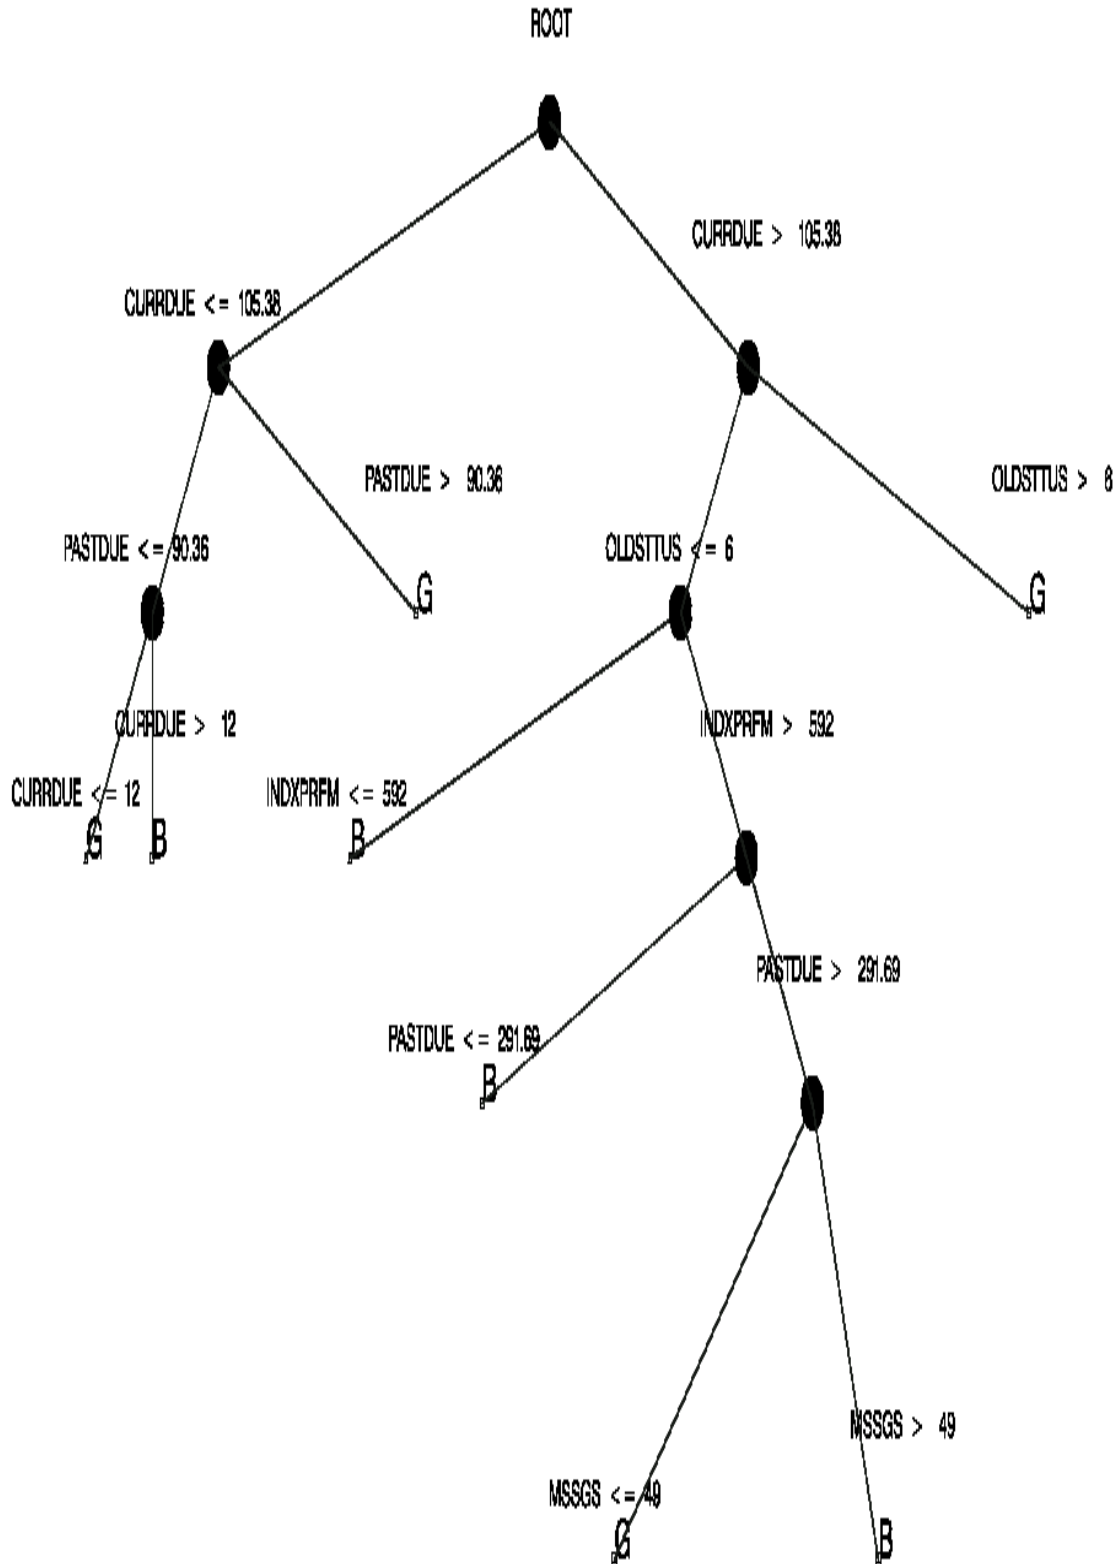 ROOT
CURRDUE > 105.38
CURRDUE <= 105.38
PASTDUE > 90.36
OLDSTTUS > 6
PASTDUE <= 90.36
OLDSTTUS <= 6
G
G
CURRDUE > 12
INDXPRFM > 592
CURRDUE <= 12
INDXPRFM <= 592
G
B
B
PASTDUE > 291.69
PASTDUE <= 291.69
B
MSSGS > 49
MSSGS <= 49
G
B